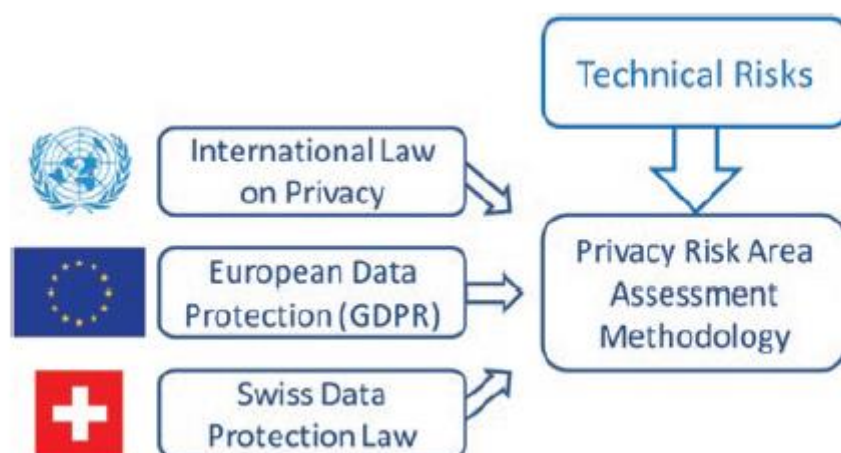 Technical Risks
International Law
on Privacy
European Data
Protection (GDPR)
Swiss Data
Protection Law
Privacy Risk Area
Assessment
Methodology